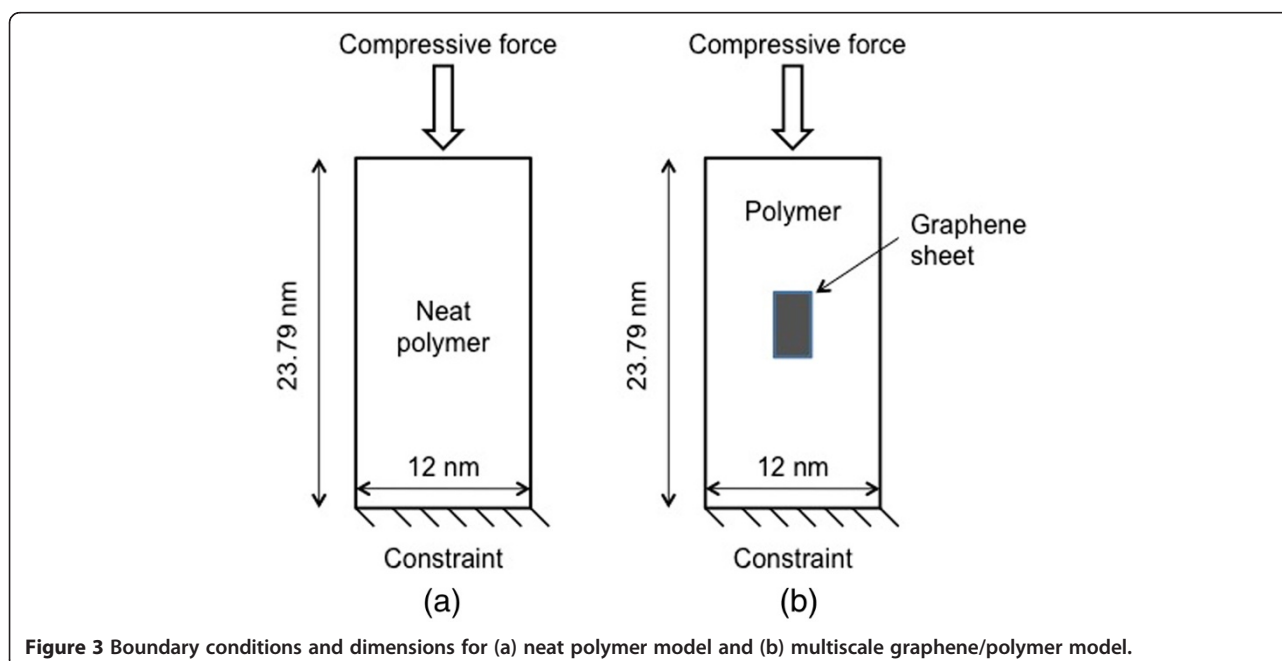 Compressive force
23.79 nm
Neat
polymer
12 nm
Constraint
(a)
Compressive force
23.79 nm
Polymer
Graphene
sheet
12 nm
Constraint
(b)
Figure 3 Boundary conditions and dimensions for (a) neat polymer model and (b) multiscale graphene/polymer model.